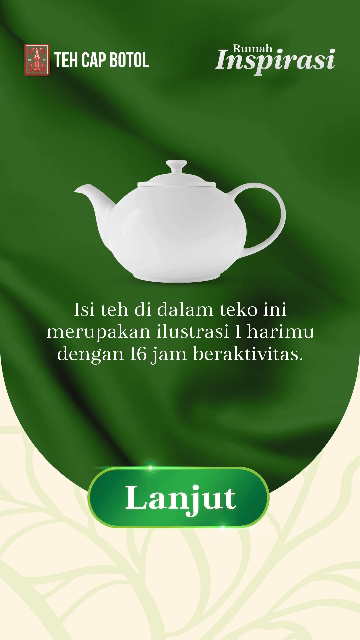 TEH CAP BOTOL
Rumah
Inspirasi
Isi teh di dalam teko ini
merupakan ilustrasi 1 harimu
dengan 16 jam beraktivitas.
Lanjut